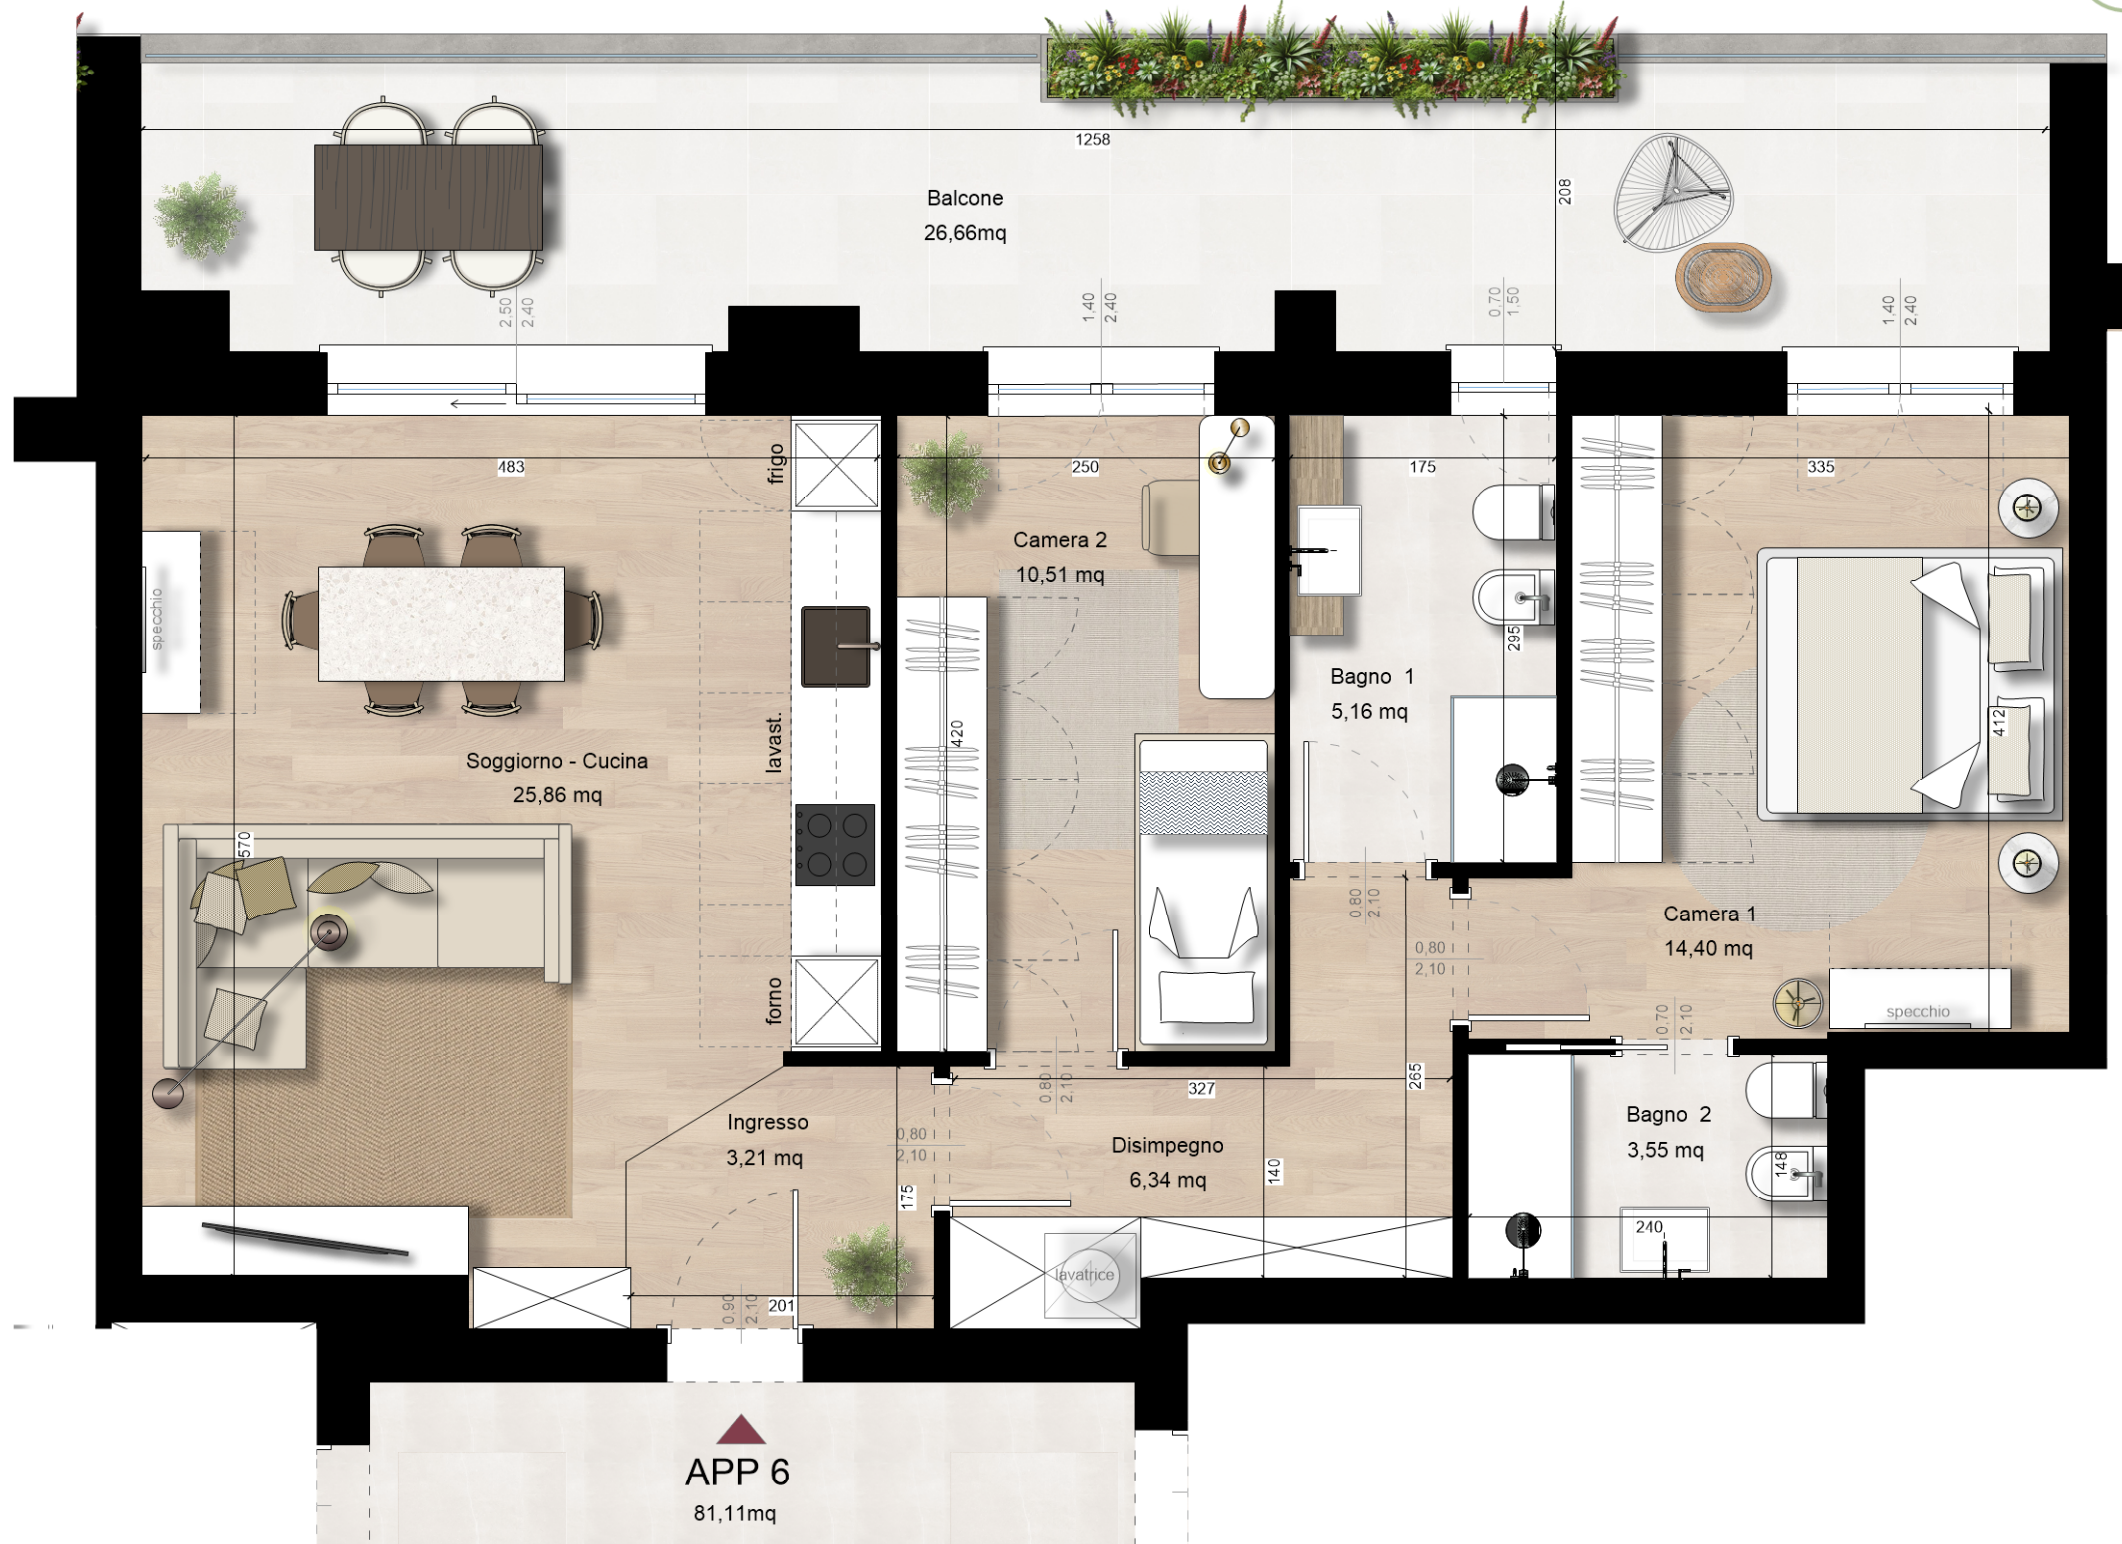 1258
208
Balcone
26,66mq
2,50
2,40
1,40
2,40
0,70
1,50
1,40
2,40
483
frigo
250
175
335
Camera 2
10,51 mq
specchio
295
Bagno 1
5,16 mq
412
420
lavast.
Soggiorno - Cucina
25,86 mq
570
0,80
2,10
Camera 1
14,40 mq
0,80
2,10
forno
specchio
0,70
2,10
0,80
2,10
327
265
Ingresso
3,21 mq
0,80
2,10
Disimpegno
6,34 mq
140
175
Bagno 2
3,55 mq
148
240
lavatrice
0,90
2,10
201
APP 6
81,11mq